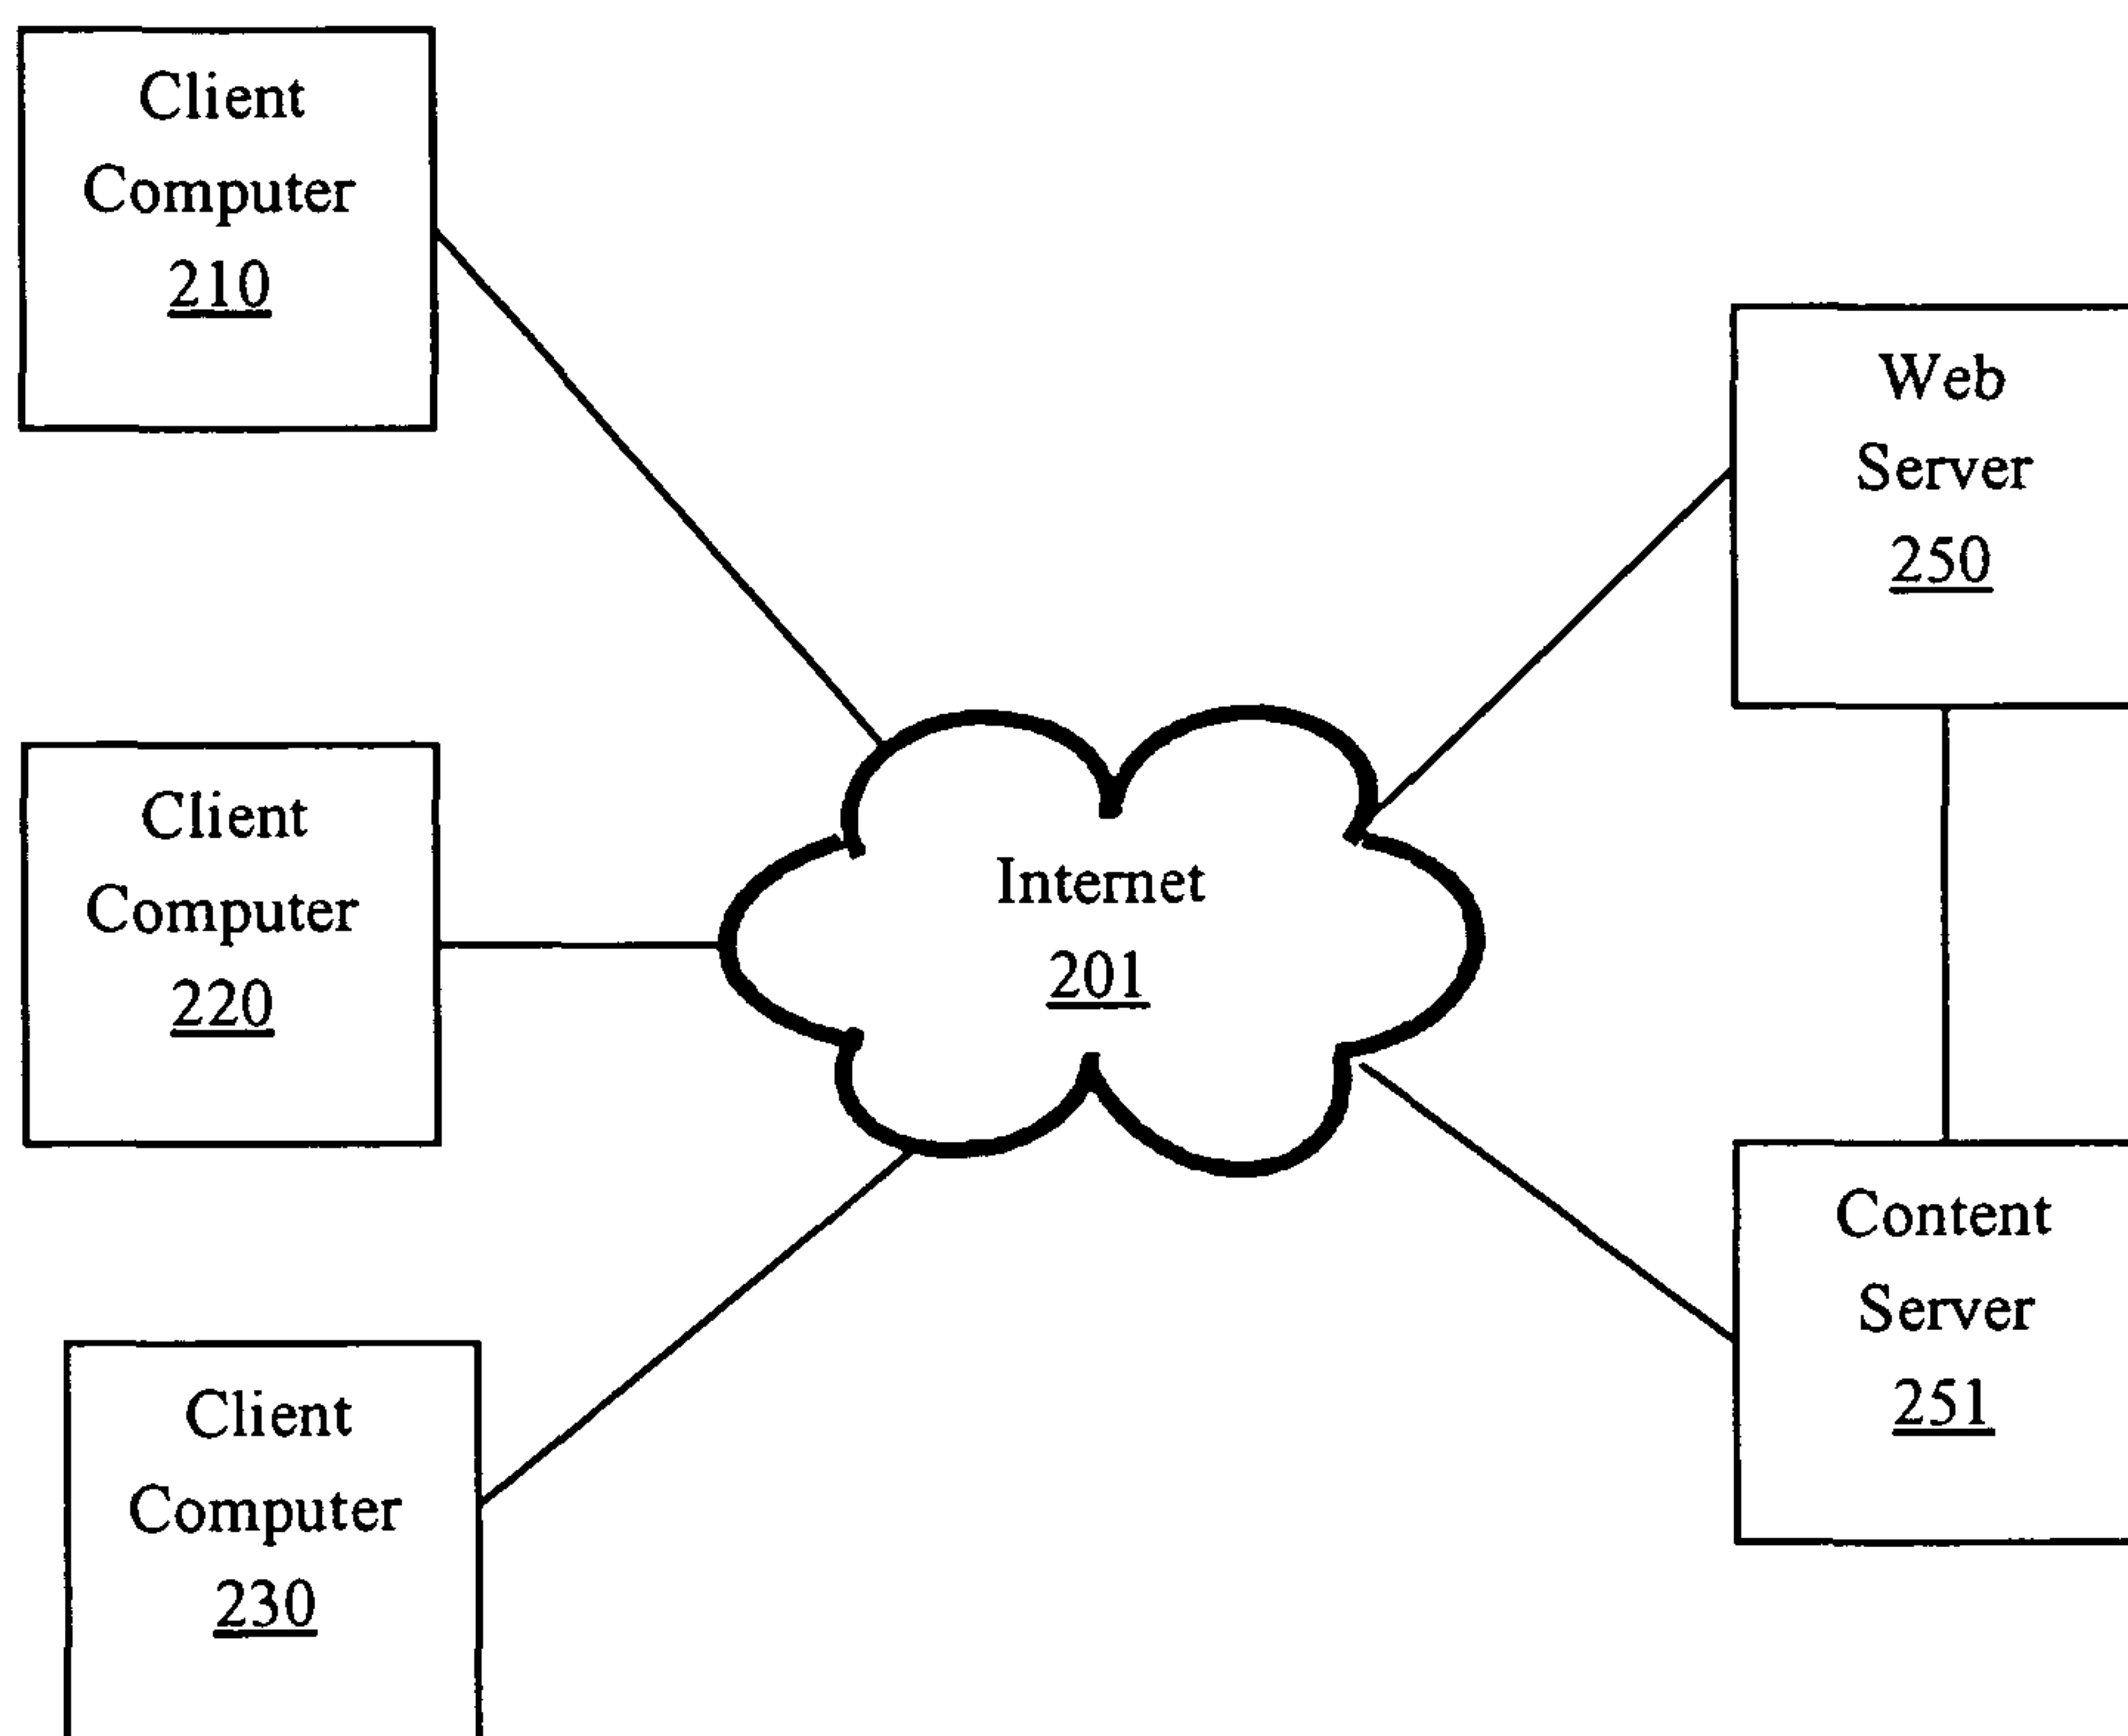 Client
Computer
210
Web
Server
250
Client
Computer
220
Internet
201
Content
Server
251
Client
Computer
230